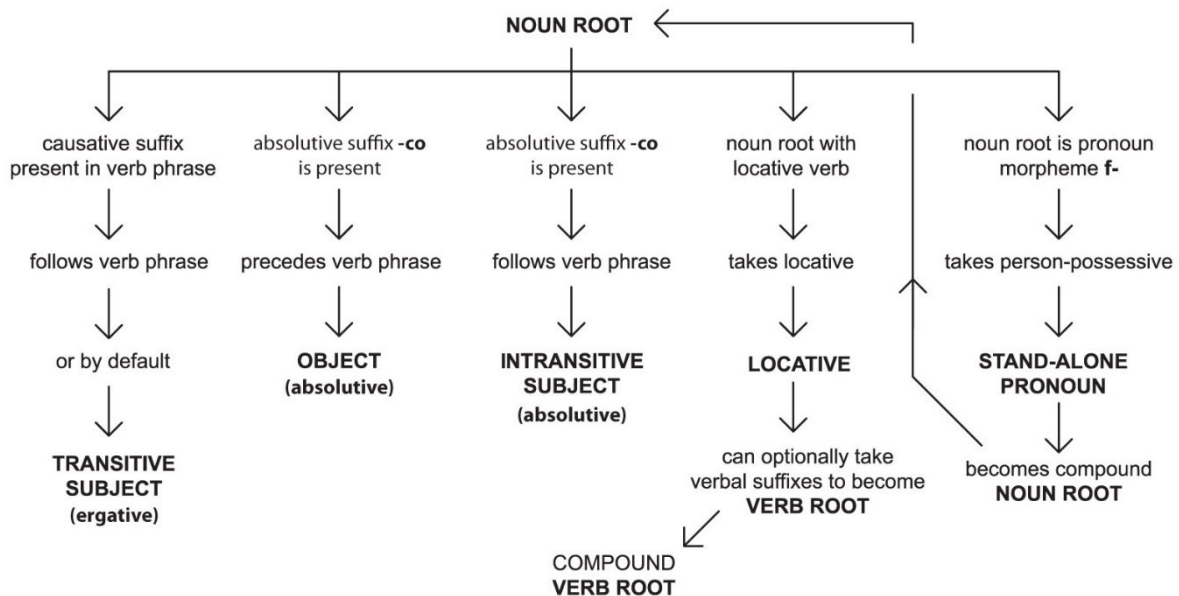 NOUN ROOT
causative suffix
present in verb phrase
follows verb phrase
or by default
TRANSITIVE
SUBJECT
(ergative)
absolutive suffix -co
is present
precedes verb phrase
OBJECT
(absolutive)
absolutive suffix -co
is present
follows verb phrase
INTRANSITIVE
SUBJECT
(absolutive)
noun root with
locative verb
takes locative
LOCATIVE
can optionally take
verbal suffixes to become
VERB ROOT
COMPOUND
VERB ROOT
noun root is pronoun
morpheme f-
takes person-possessive
STAND-ALONE
PRONOUN
becomes compound
NOUN ROOT